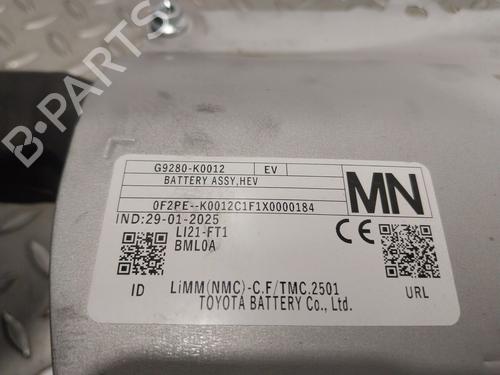 B-PARTS
G9280-K0012 EV
BATTERY ASSY,HEV
0F2PE--K0012C1F1X0000184
MN
IND:29-01-2025
LI21-FT1
BML0A
CE
ID
LiMM(NMC)-C.F/TMC.2501
TOYOTA BATTERY Co., Ltd.
URL